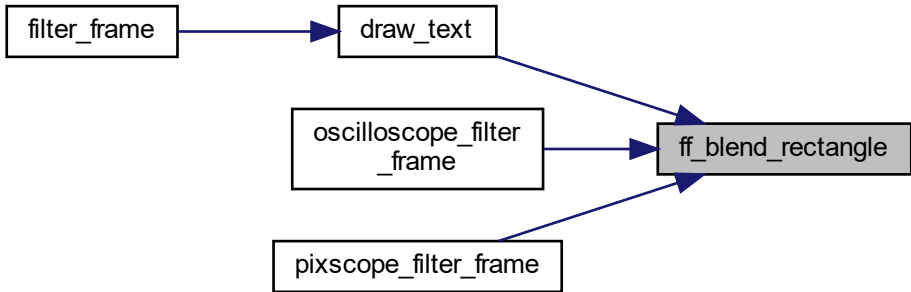 filter_frame
draw_text
oscilloscope_filter
_frame
ff_blend_rectangle
pixscope_filter_frame